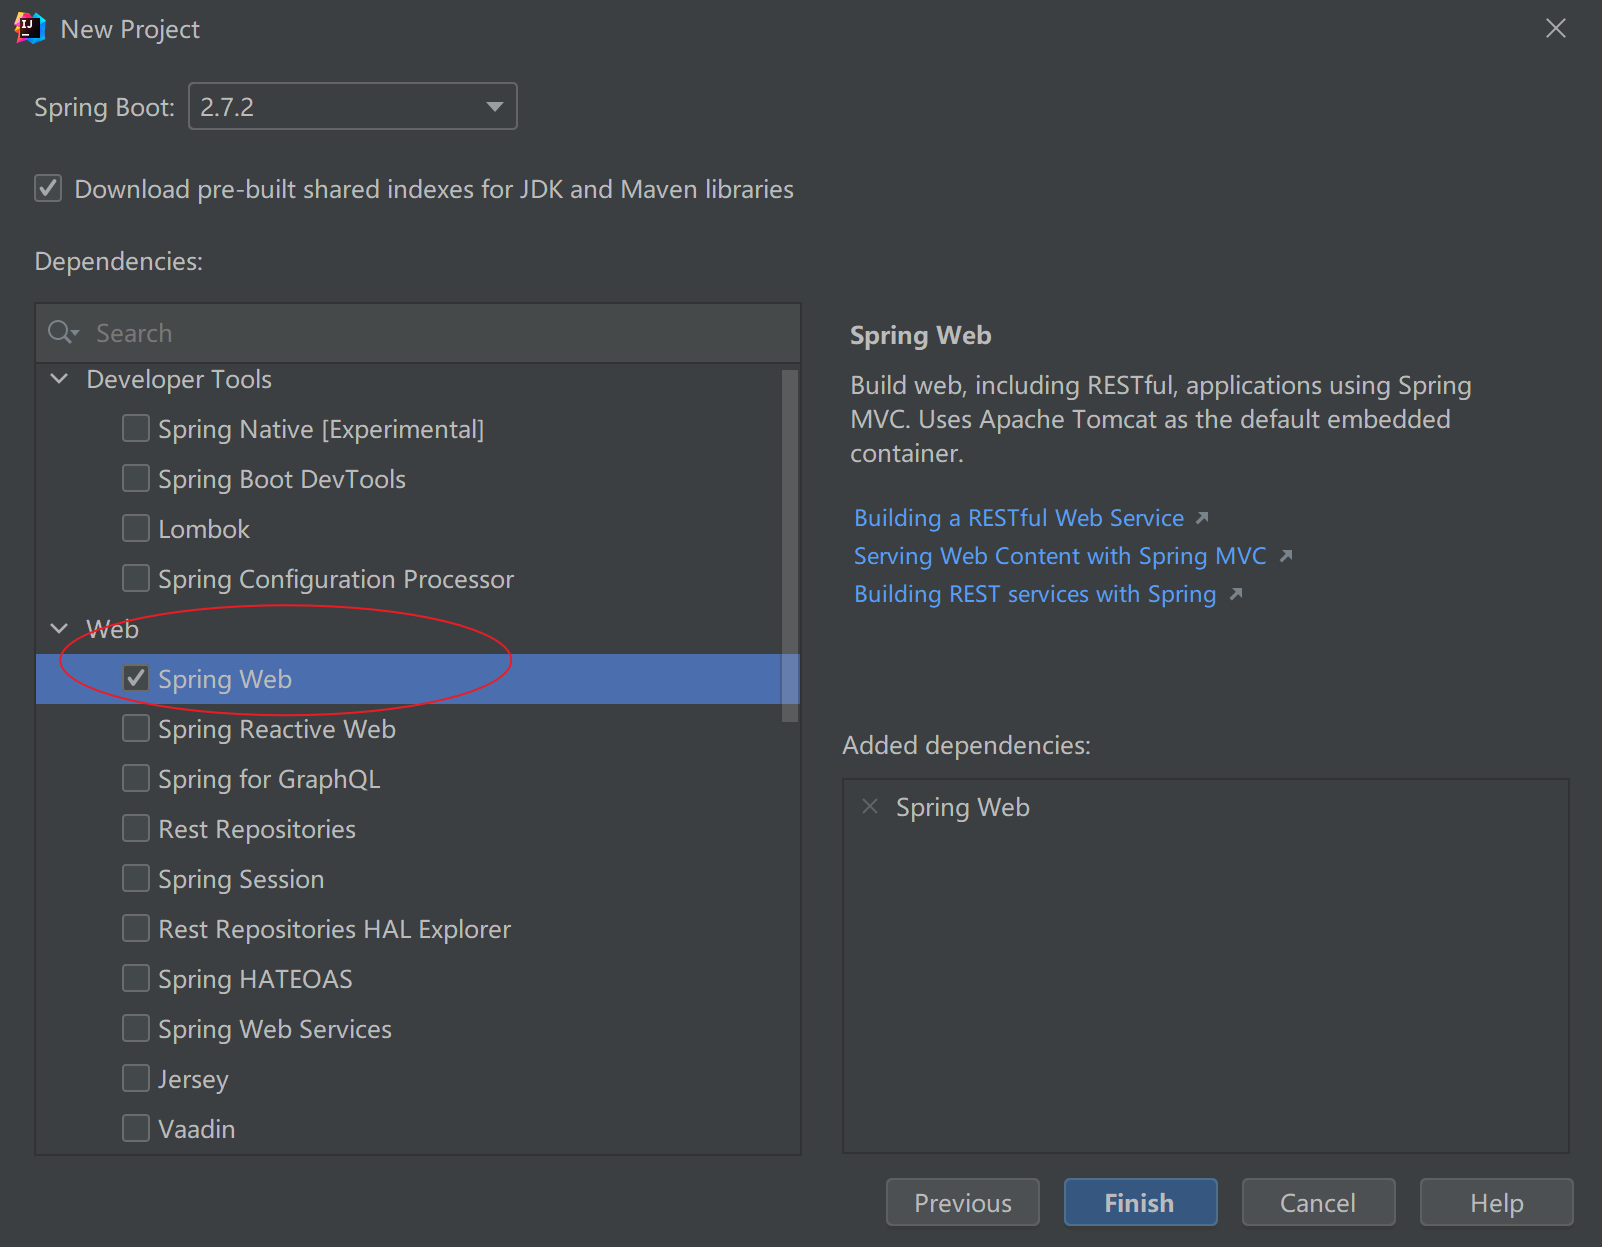 New Project
Spring Boot: 2.7.2
Download pre-built shared indexes for JDK and Maven libraries
Dependencies:
Search
Developer Tools
Spring Native [Experimental]
Spring Boot DevTools
Lombok
Spring Configuration Processor
Web
Spring Web
Spring Reactive Web
Spring for GraphQL
Rest Repositories
Spring Session
Rest Repositories HAL Explorer
Spring HATEOAS
Spring Web Services
Jersey
Vaadin
Spring Web
Build web, including RESTful, applications using Spring
MVC. Uses Apache Tomcat as the default embedded
container.
Building a RESTful Web Service
Serving Web Content with Spring MVC
Building REST services with Spring
Added dependencies:
Spring Web
Previous Finish Cancel Help